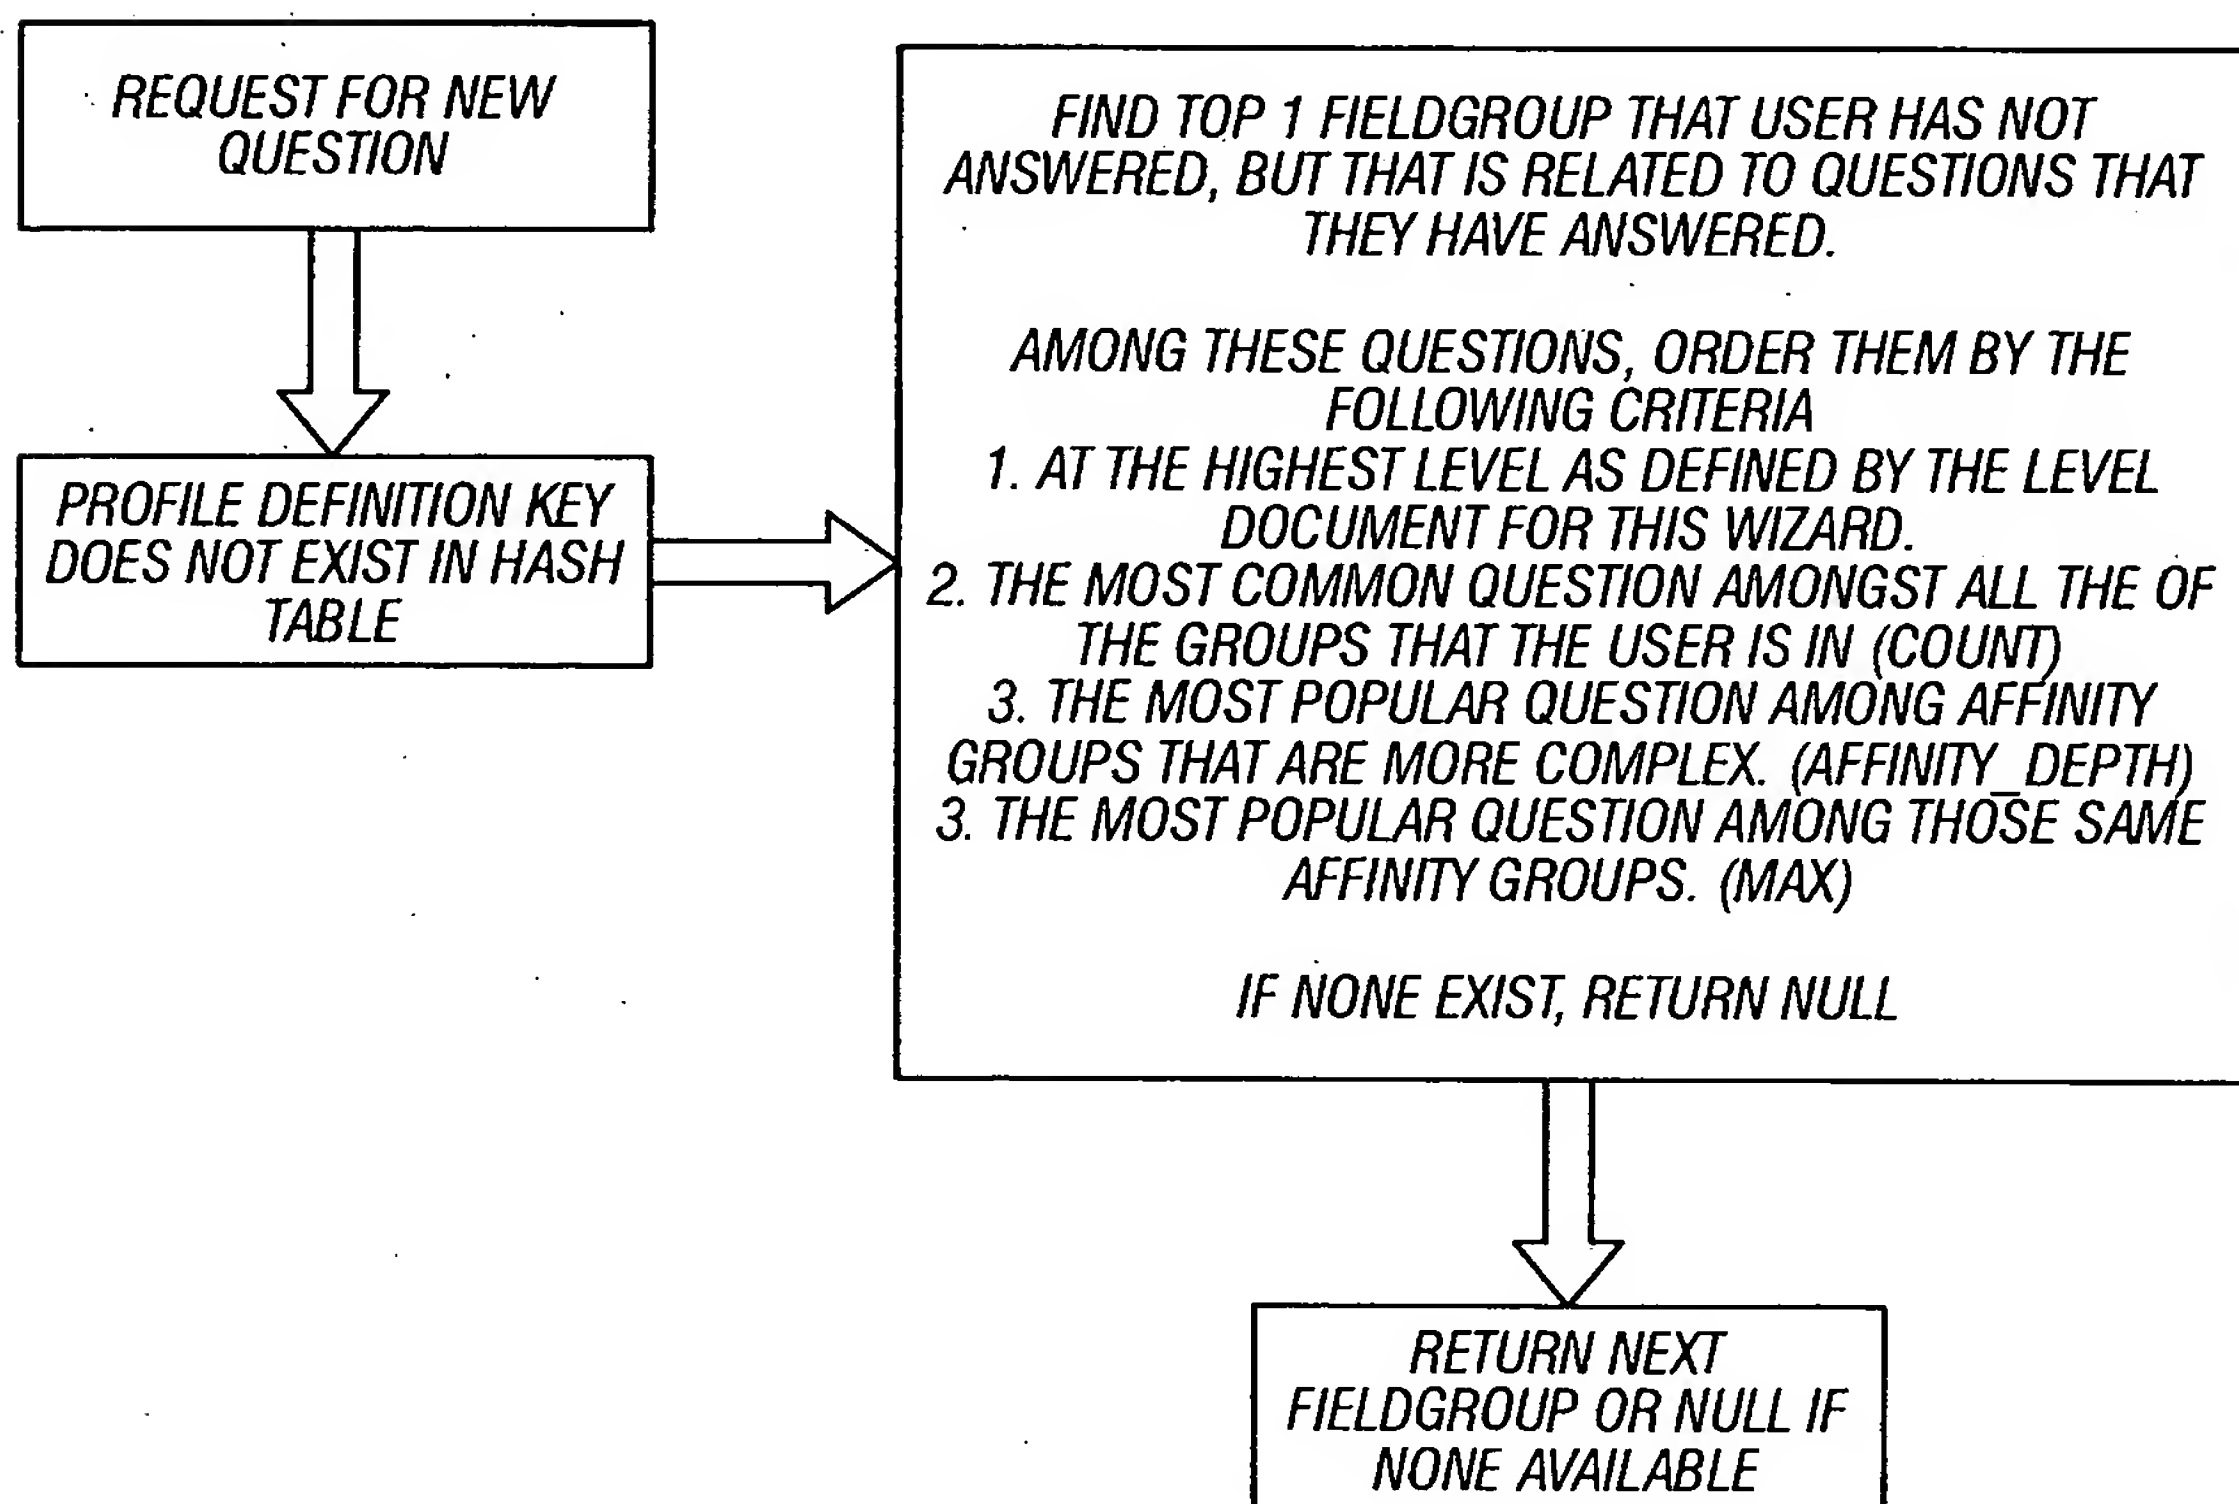 REQUEST FOR NEW
QUESTION
PROFILE DEFINITION KEY
DOES NOT EXIST IN HASH
TABLE
FIND TOP 1 FIELDGROUP THAT USER HAS NOT
ANSWERED, BUT THAT IS RELATED TO QUESTIONS THAT
THEY HAVE ANSWERED.
AMONG THESE QUESTIONS, ORDER THEM BY THE
FOLLOWING CRITERIA
1. AT THE HIGHEST LEVEL AS DEFINED BY THE LEVEL
DOCUMENT FOR THIS WIZARD.
2. THE MOST COMMON QUESTION AMONGST ALL THE OF
THE GROUPS THAT THE USER IS IN (COUNT)
3. THE MOST POPULAR QUESTION AMONG AFFINITY
GROUPS THAT ARE MORE COMPLEX. (AFFINITY_DEPTH)
3. THE MOST POPULAR QUESTION AMONG THOSE SAME
AFFINITY GROUPS. (MAX)
IF NONE EXIST, RETURN NULL
RETURN NEXT
FIELDGROUP OR NULL IF
NONE AVAILABLE